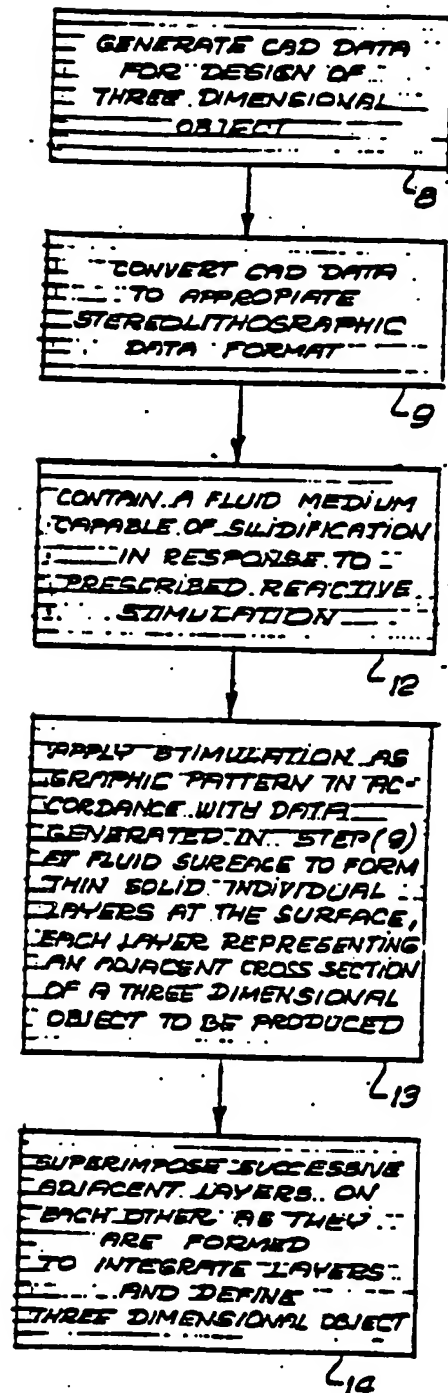 GENERATE CAD DATA
FOR DESIGN OF
THREE DIMENSIONAL
OBJECT
8
CONVERT CAD DATA
TO APPROPIATE
STEREOLITHOGRAPHIC
DATA FORMAT
9
CONTAIN A FLUID MEDIUM
CAPABLE OF SILIDIFICATION
IN RESPONSE TO
PRESCRIBED REACTIVE
STIMULATION
12
APPLY STIMULATION AS
GRAPHIC PATTERN IN AC-
CORDANCE WITH DATA
GENERATED IN STEP (9)
AT FLUID SUREACE TO FORM
THIN SOLID INDIVIDUAL
LAYERS AT THE SURFACE,
EACH LAYER REPRESENTING
AN ADJACENT CROSS SECTION
OF A THREE DIMENSIONAL
OBJECT TO BE PRODUCED
13
SUPERIMPOSE SUCCESSIVE
ADJACENT LAYERS ON
EACH OTHER AS THEY
ARE FORMED
TO INTEGRATE LAYERS
AND DEFINE
THREE DIMENSIONAL OBJECT
14